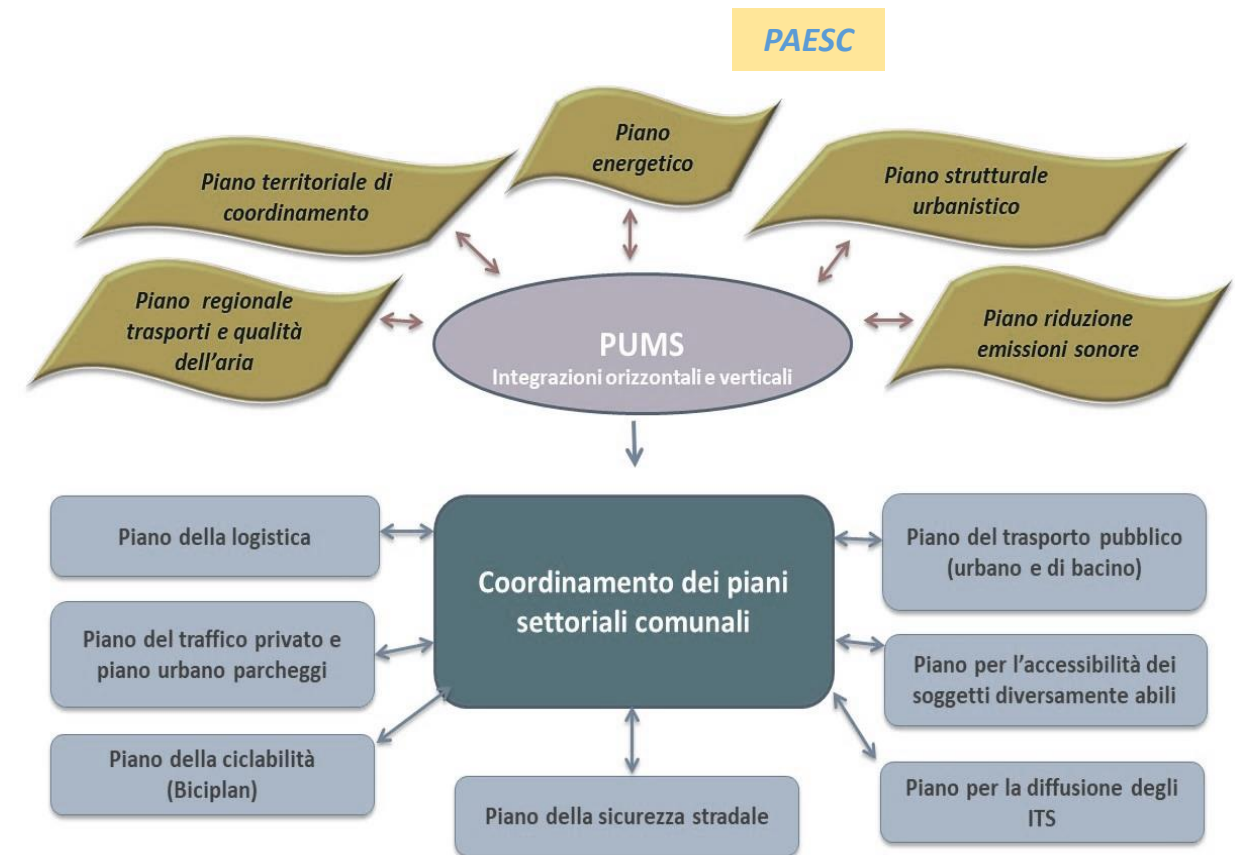 PAESC
Piano
energetico
Piano territoriale di
coordinamento
Piano strutturale
urbanistico
Piano regionale
trasporti e qualità
dell'aria
PUMS
Integrazioni orizzontali e verticali
Piano riduzione
emissioni sonore
Piano della logistica
Coordinamento dei piani
settoriali comunali
Piano del trasporto pubblico
(urbano e di bacino)
Piano del traffico privato e
piano urbano parcheggi
Piano per l'accessibilità dei
soggetti diversamente abili
Piano della ciclabilità
(Biciplan)
Piano della sicurezza stradale
Piano per la diffusione degli
ITS